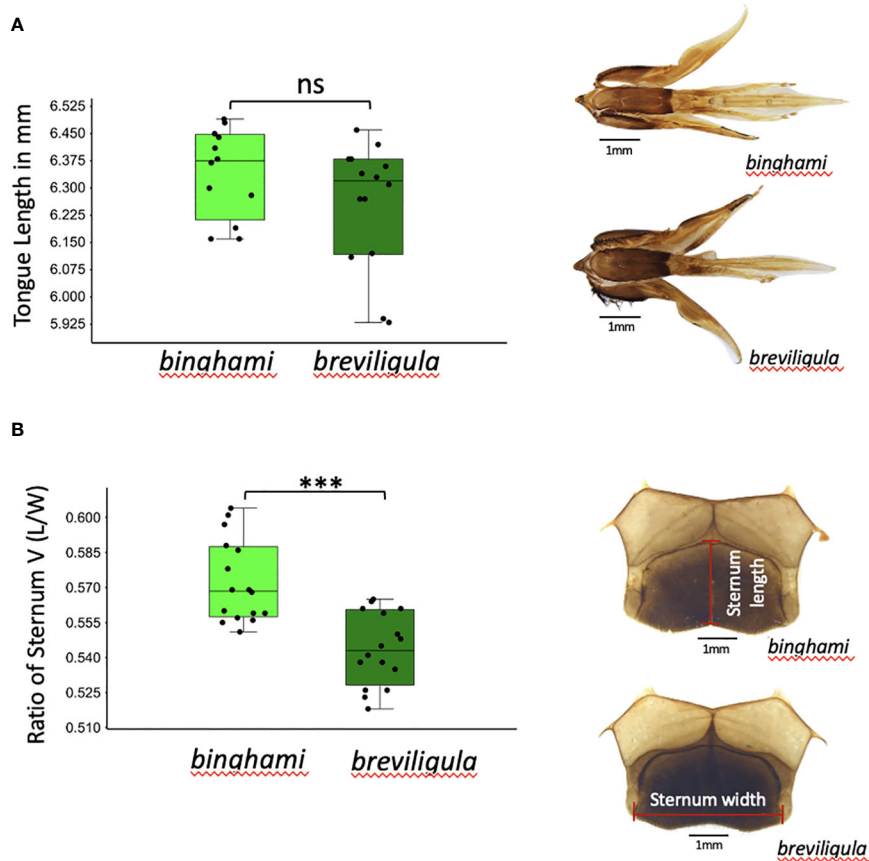 A
ns
6.525
6.450
6.375
6.300
6.225
6.150
6.075
6.000
5.925
Tongue Length in mm
binghami
breviligula
1mm
binghami
1mm
breviligula
B
***
0.600
0.585
0.570
0.555
0.540
0.525
0.510
Ratio of Sternum V (L/W)
binghami
breviligula
Sternum
length
1mm
binghami
Sternum width
1mm
breviligula